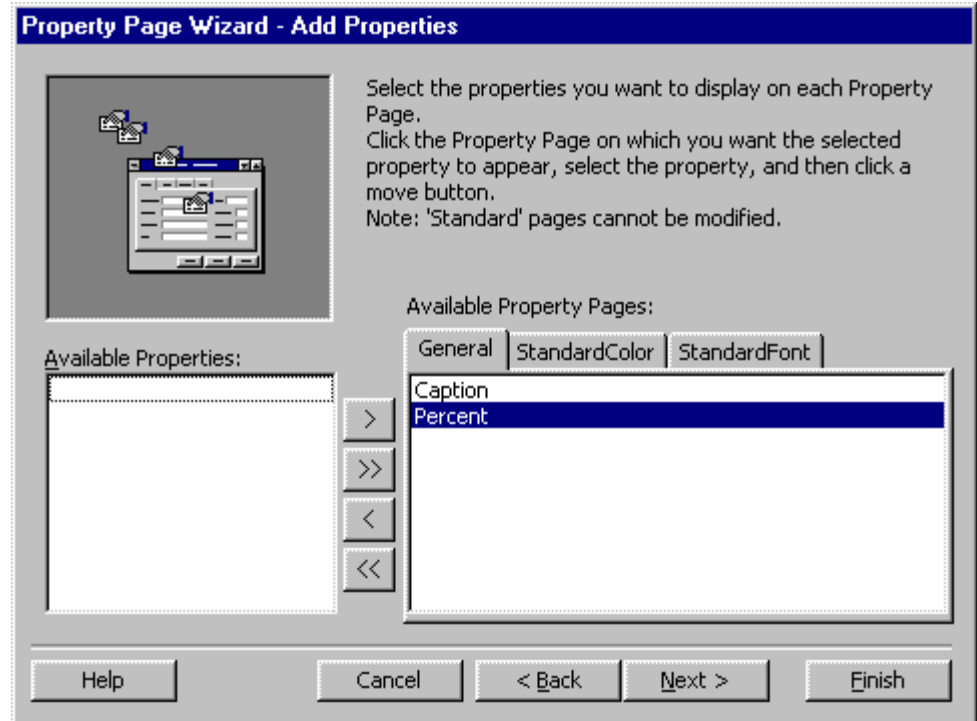 Property Page Wizard - Add Properties
Select the properties you want to display on each Property
Page.
Click the Property Page on which you want the selected
property to appear, select the property, and then click a
move button.
Note: 'Standard' pages cannot be modified.
Available Property Pages:
Available Properties:
General StandardColor StandardFont
Caption
Percent
>
>>
<
<<
Help Cancel < Back Next > Finish